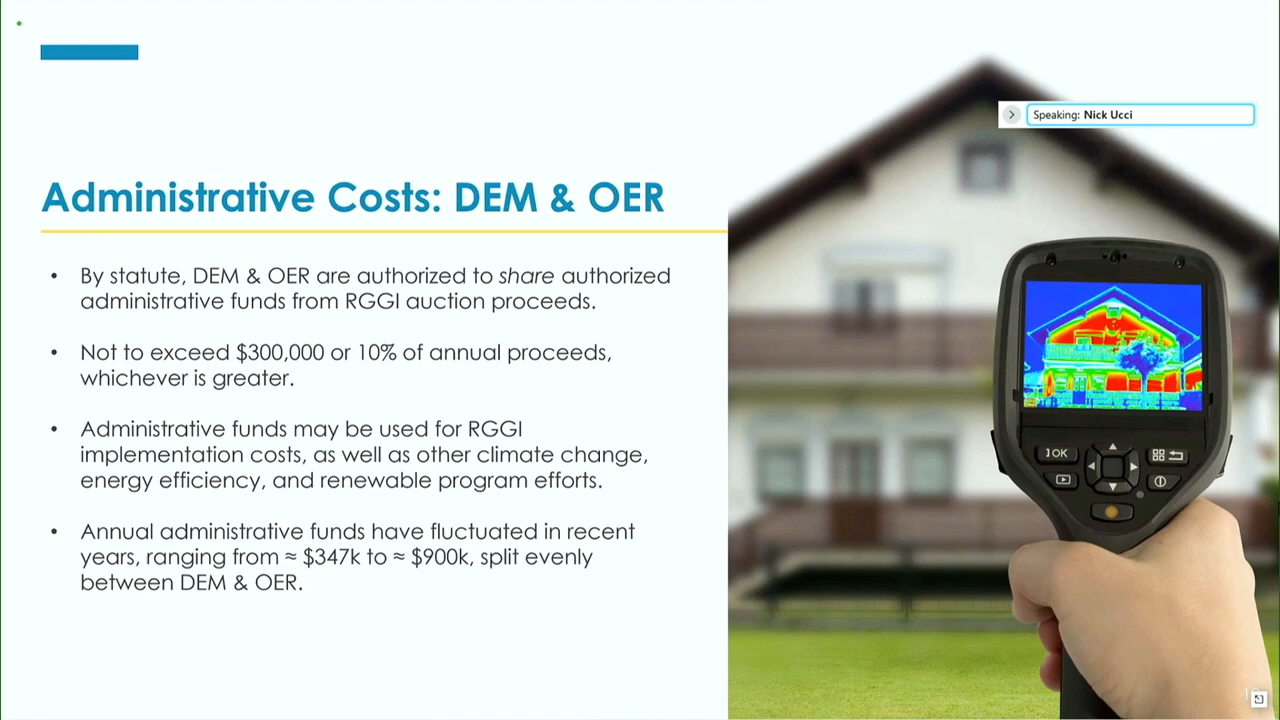 Speaking: Nick Ucci
Administrative Costs: DEM & OER
• By statute, DEM & OER are authorized to share authorized
administrative funds from RGGI auction proceeds.
• Not to exceed $300,000 or 10% of annual proceeds,
whichever is greater.
• Administrative funds may be used for RGGI
implementation costs, as well as other climate change,
energy efficiency, and renewable program efforts.
• Annual administrative funds have fluctuated in recent
years, ranging from ≈ $347k to ≈ $900k, split evenly
between DEM & OER.